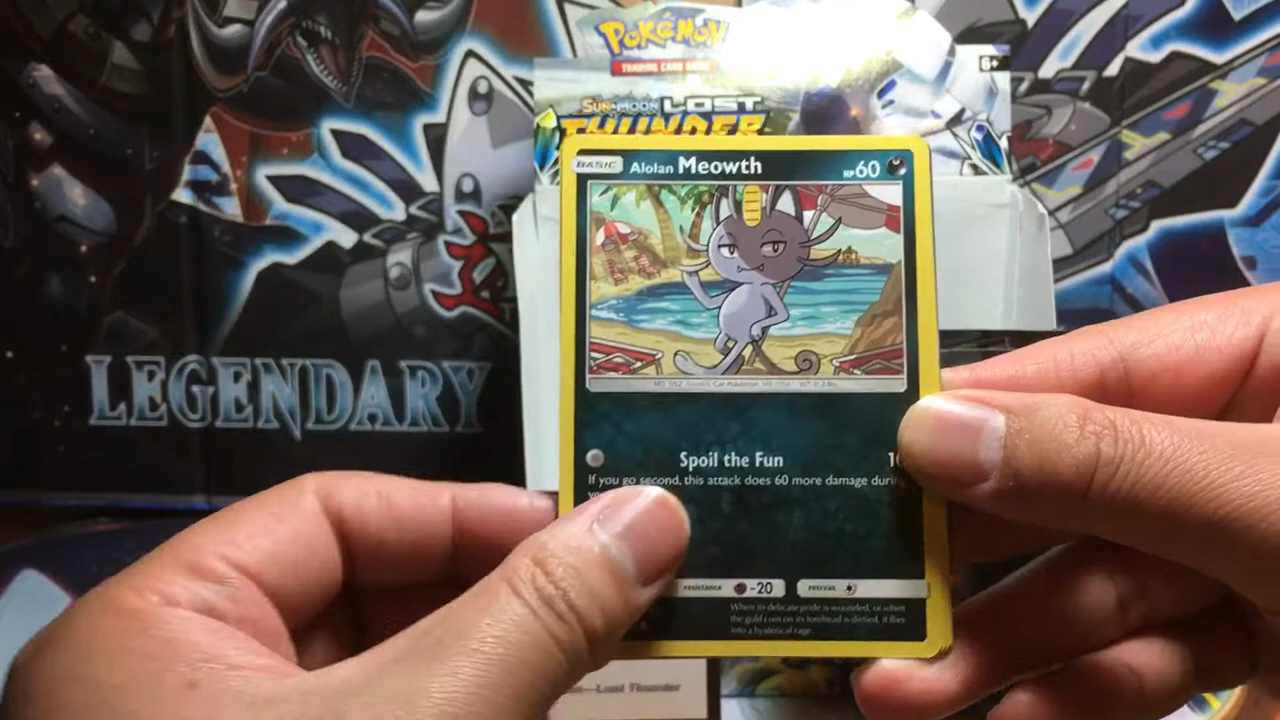 POKÉMON
TRADING CARD GAME
6+
SUN & MOON LOST
THUNDER
BASIC Alolan Meowth HP 60
Spoil the Fun
If you go second, this attack does 60 more damage
resistance -20 retreat
When its delicate pride is wounded, or when
the gold coin on its forehead is dirtied, it flies
into a hysterical rage.
LEGENDARY
Lost Thunder